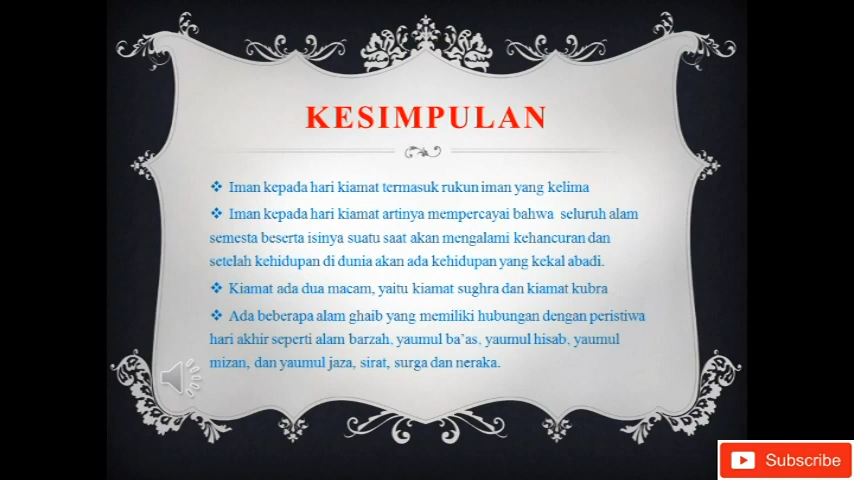 KESIMPULAN
Iman kepada hari kiamat termasuk rukun iman yang kelima
Iman kepada hari kiamat artinya mempercayai bahwa seluruh alam
semesta beserta isinya suatu saat akan mengalami kehancuran dan
setelah kehidupan di dunia akan ada kehidupan yang kekal abadi.
Kiamat ada dua macam, yaitu kiamat sughra dan kiamat kubra
Ada beberapa alam ghaib yang memiliki hubungan dengan peristiwa
hari akhir seperti alam barzah, yaumul ba'as, yaumul hisab, yaumul
mizan, dan yaumul jaza, sirat, surga dan neraka.
Subscribe